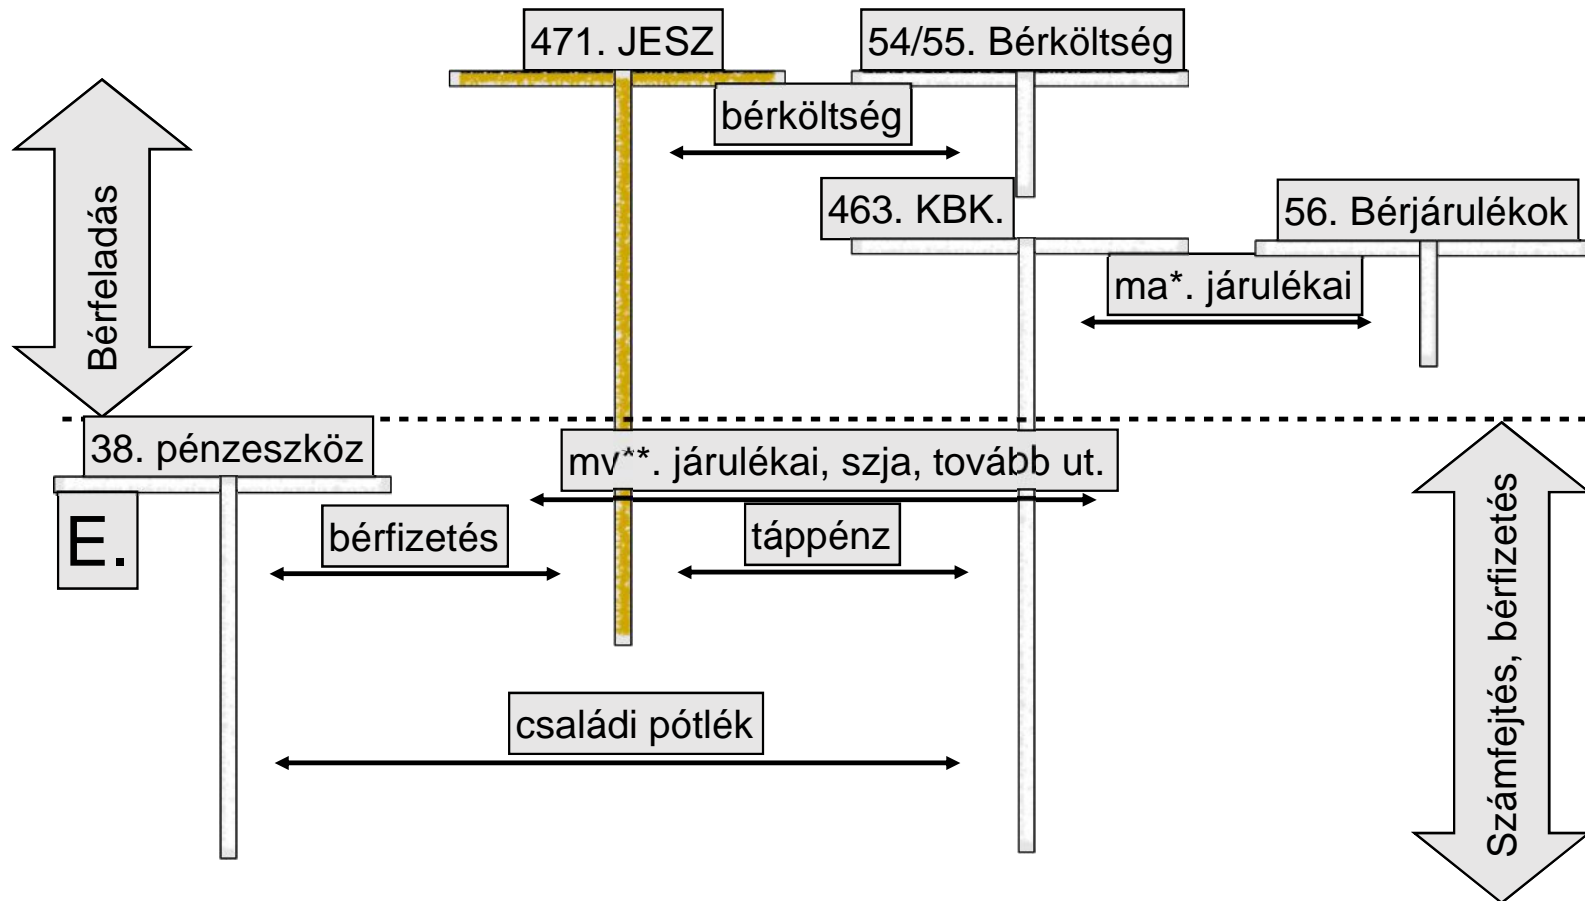 471. JESZ
54/55. Bérköltség
bérköltség
Bérfeladás
463. KBK.
56. Bérjárulékok
ma*. járulékai
38. pénzeszköz
mv**. járulékai, szja, tovább ut.
E.
bérfizetés
táppénz
családi pótlék
Számfejtés, bérfizetés